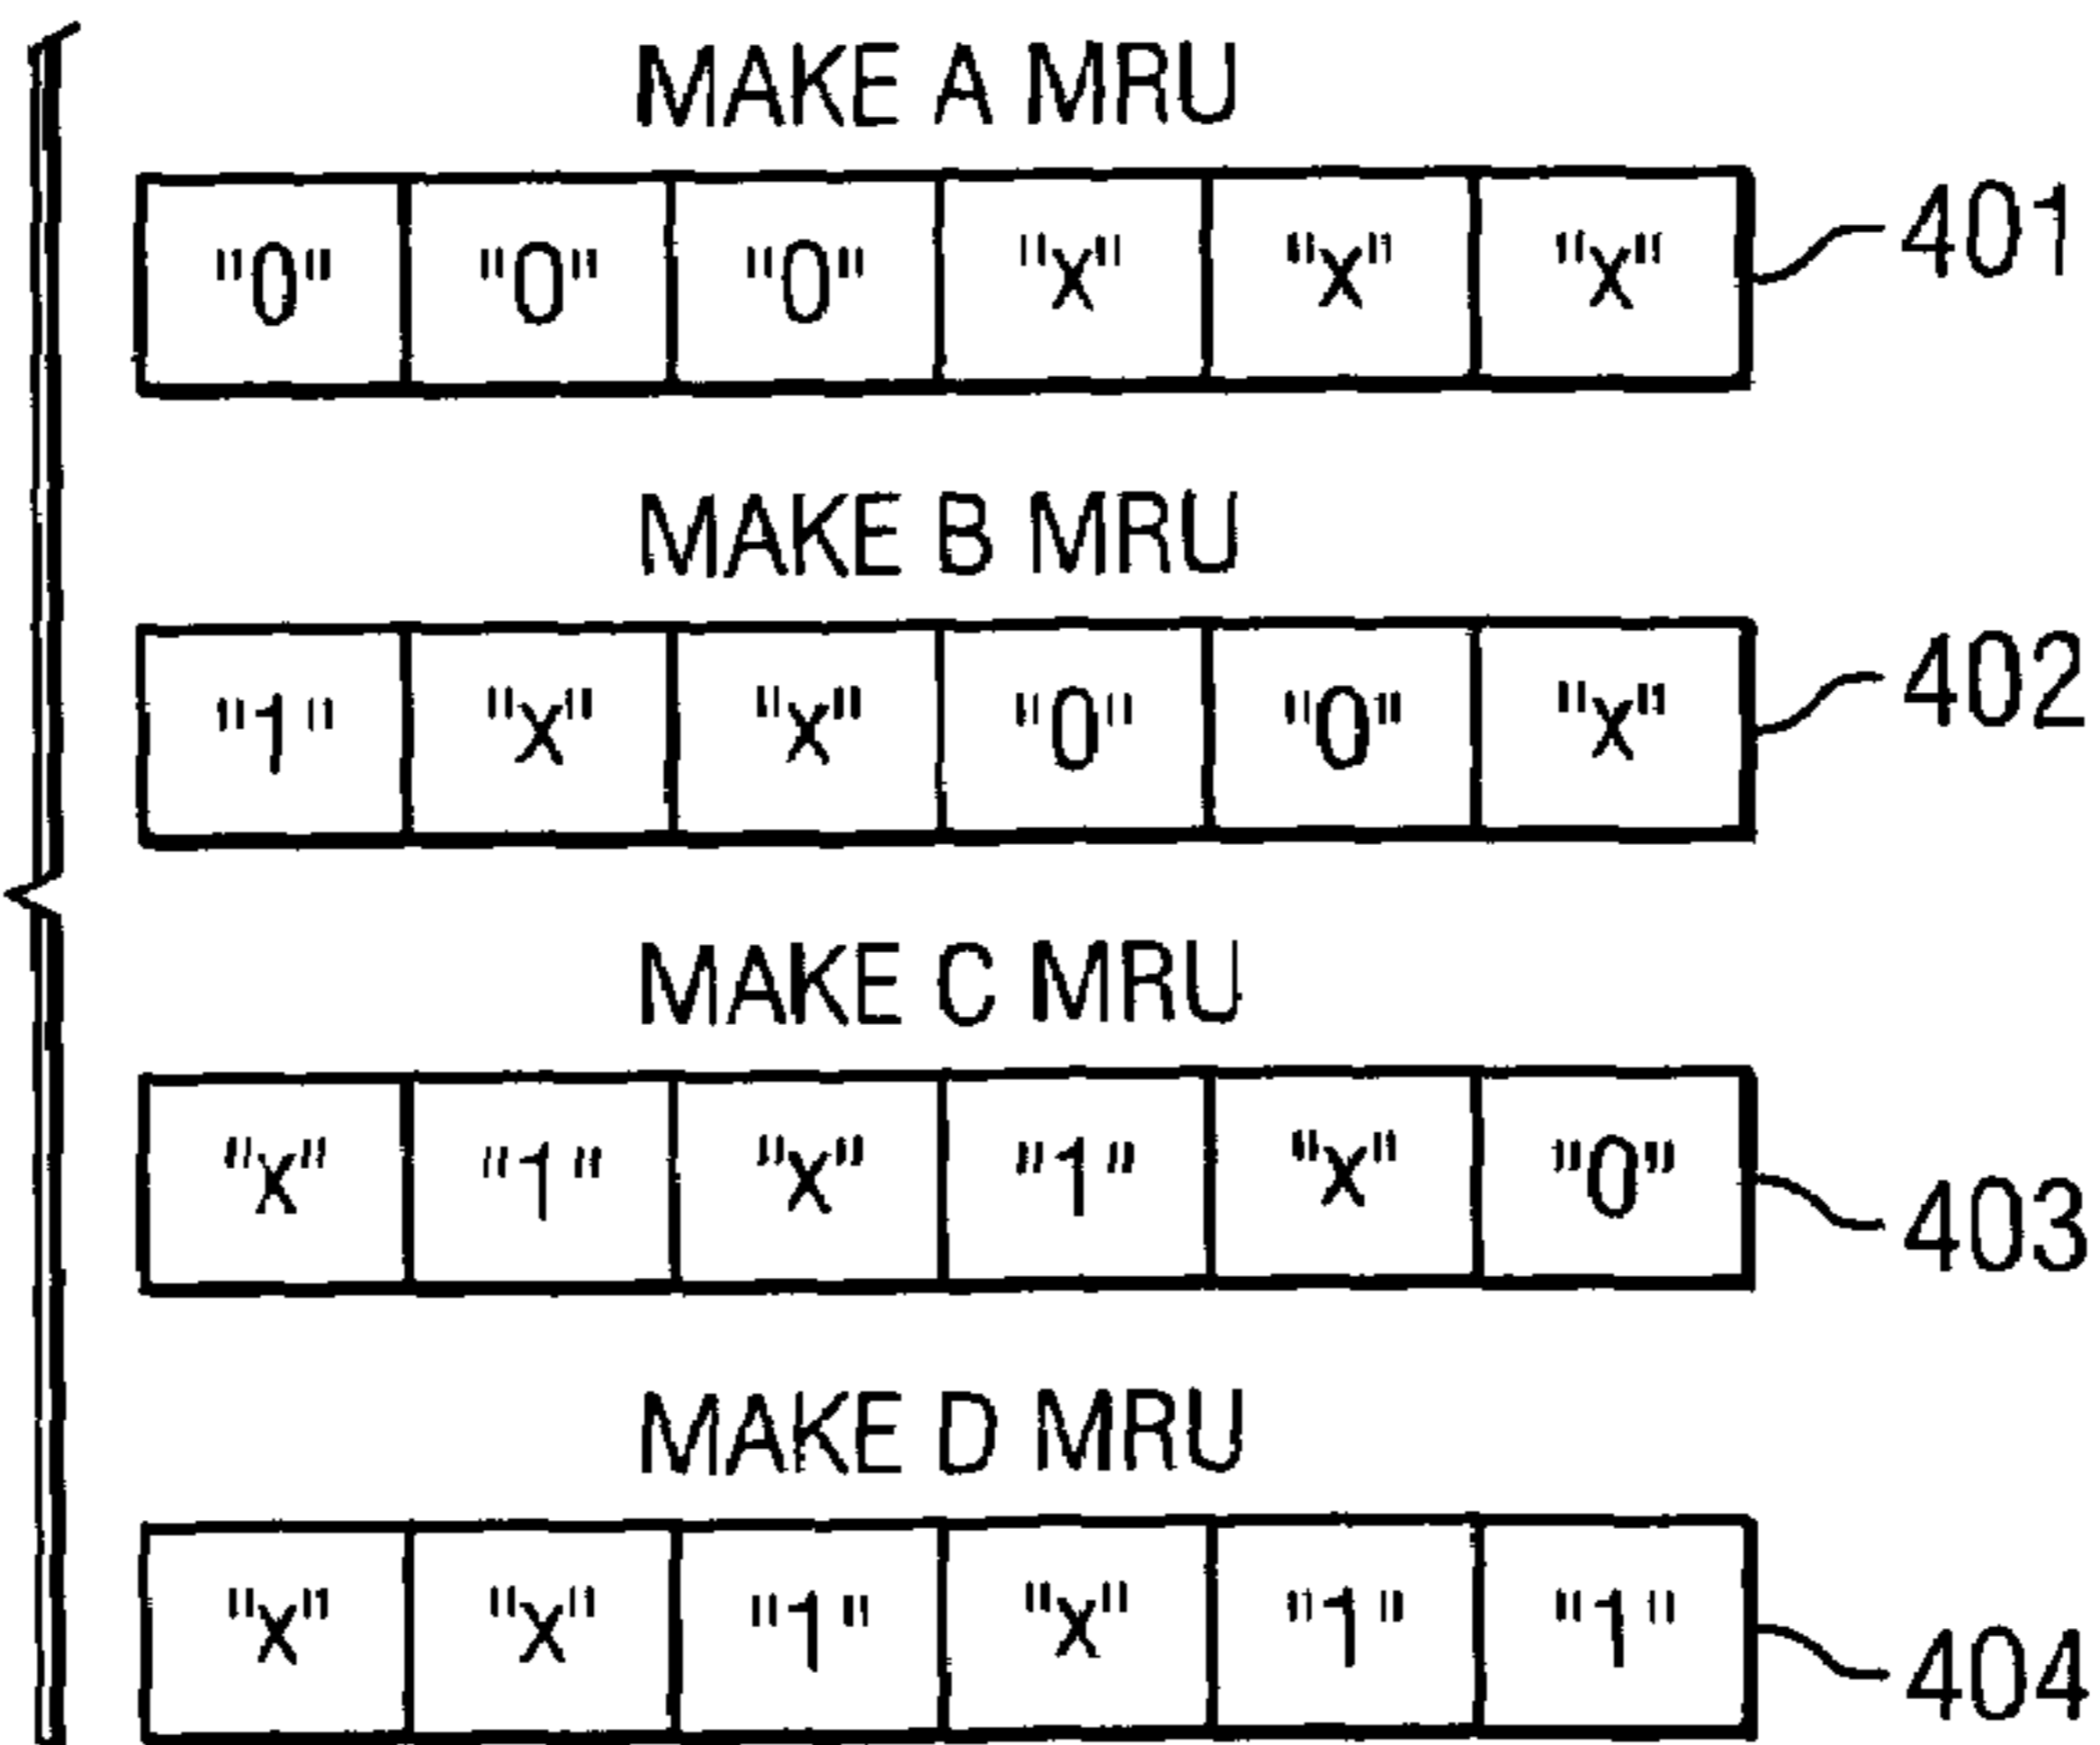 MAKE A MRU
"0" "0" "0" "x" "x" "x" 401
MAKE B MRU
"1" "x" "x" "0" "0" "x" 402
MAKE C MRU
"x" "1" "x" "1" "x" "0" 403
MAKE D MRU
"x" "x" "1" "x" "1" "1" 404